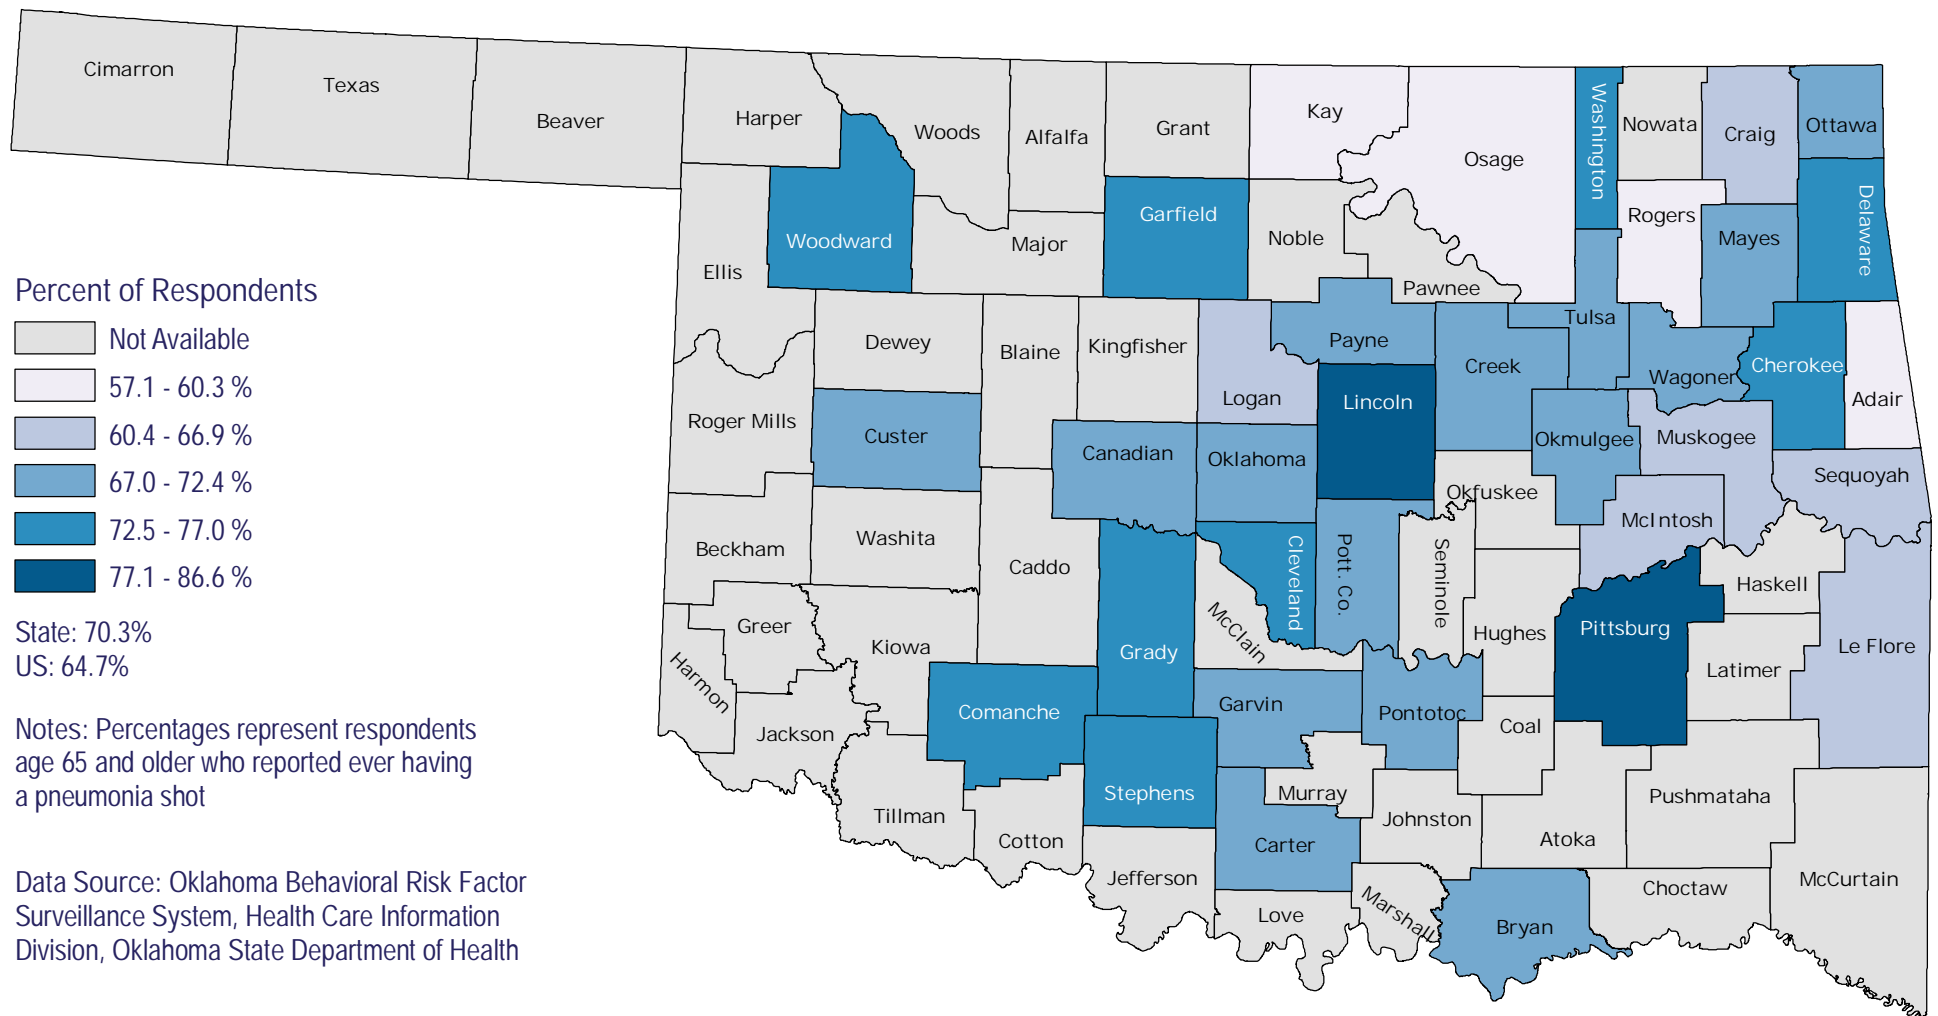 Cimarron
Texas
Beaver
Harper
Woods
Alfalfa
Grant
Kay
Osage
Washington
Nowata
Craig
Ottawa
Woodward
Ellis
Major
Garfield
Noble
Pawnee
Rogers
Mayes
Delaware
Percent of Respondents
Not Available
57.1 - 60.3 %
60.4 - 66.9 %
67.0 - 72.4 %
72.5 - 77.0 %
77.1 - 86.6 %
State: 70.3%
US: 64.7%
Notes: Percentages represent respondents
age 65 and older who reported ever having
a pneumonia shot
Data Source: Oklahoma Behavioral Risk Factor
Surveillance System, Health Care Information
Division, Oklahoma State Department of Health
Dewey
Blaine
Kingfisher
Logan
Payne
Lincoln
Creek
Tulsa
Wagoner
Cherokee
Adair
Roger Mills
Custer
Canadian
Oklahoma
Okmulgee
Muskogee
Sequoyah
Okfuskee
McIntosh
Beckham
Washita
Caddo
Grady
Cleveland
Pott. Co.
Seminole
Hughes
Pittsburg
Haskell
Latimer
Le Flore
Greer
Kiowa
Harmon
Jackson
Comanche
McClain
Garvin
Pontotoc
Coal
Tillman
Cotton
Stephens
Murray
Johnston
Atoka
Pushmataha
Carter
Jefferson
Love
Marshall
Bryan
Choctaw
McCurtain